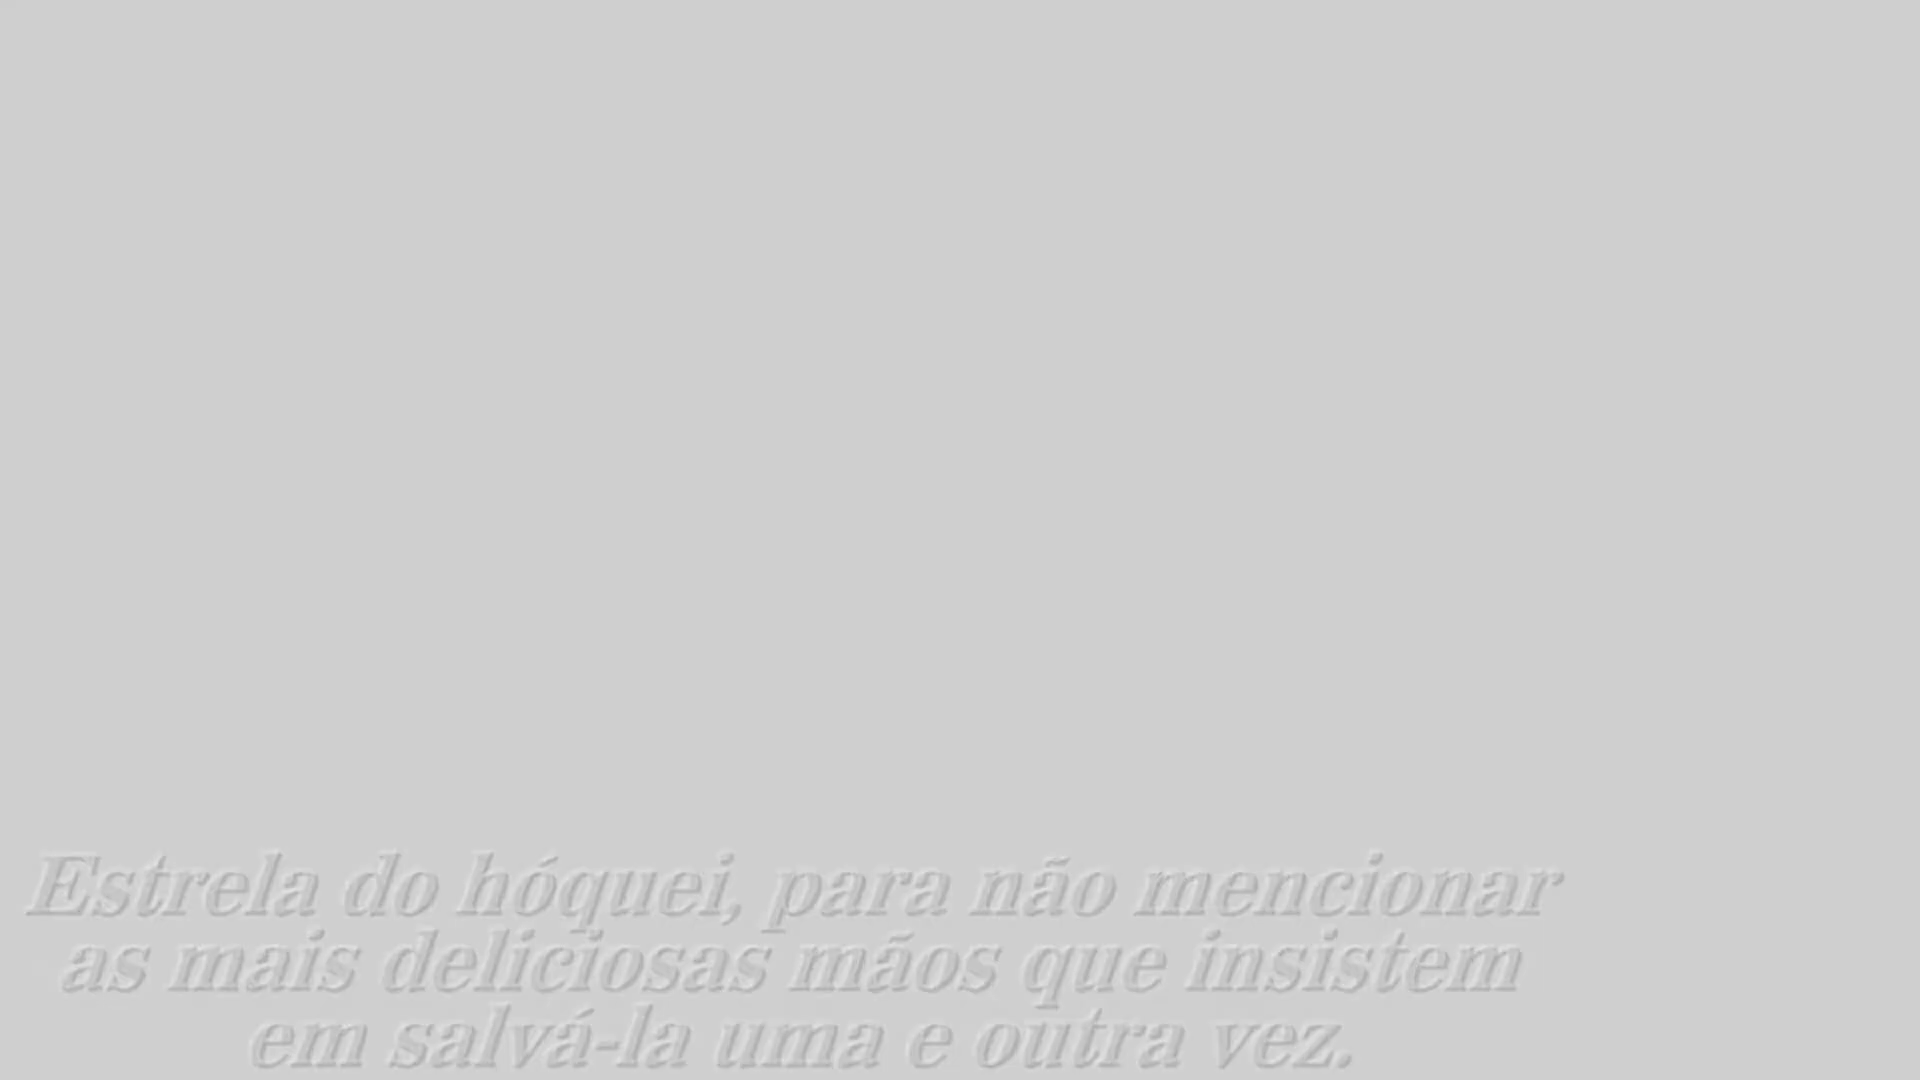 Estrela do hóquei, para não mencionar
as mais deliciosas mãos que insistem
em salvá-la uma e outra vez.